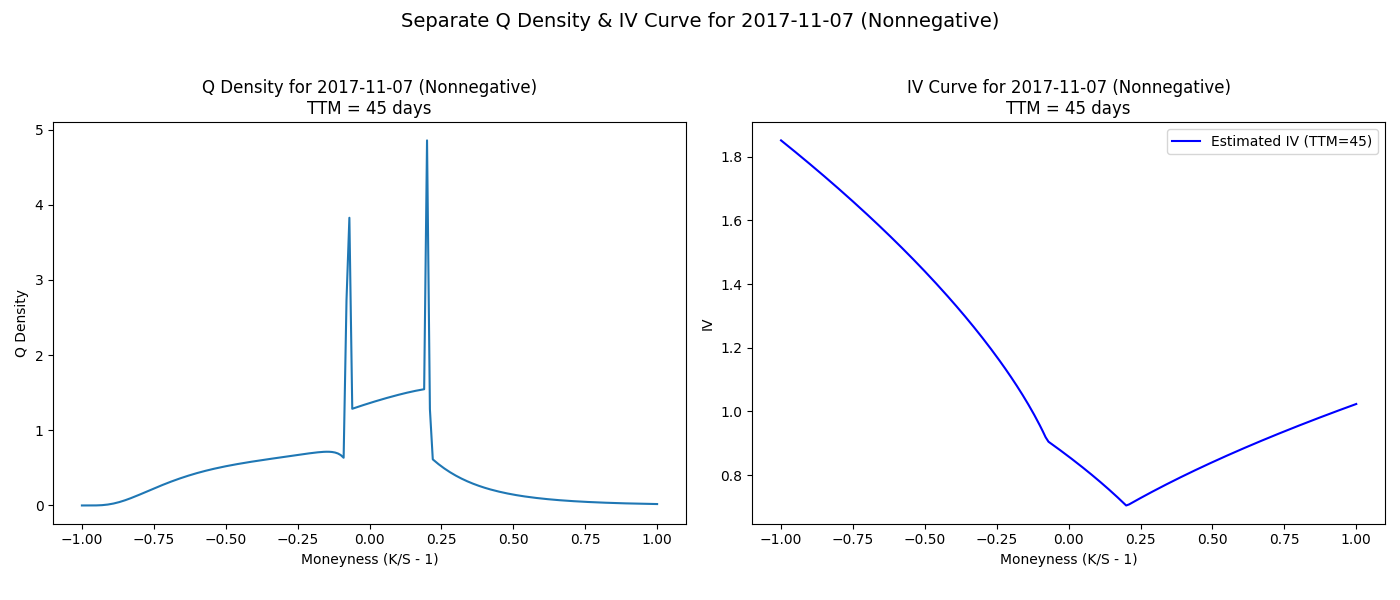 Separate Q Density & IV Curve for 2017-11-07 (Nonnegative)
Q Density for 2017-11-07 (Nonnegative)
TTM = 45 days
5
4
3
2
1
0
Q Density
−1.00 −0.75 −0.50 −0.25 0.00 0.25 0.50 0.75 1.00
Moneyness (K/S - 1)
IV Curve for 2017-11-07 (Nonnegative)
TTM = 45 days
Estimated IV (TTM=45)
1.8
1.6
1.4
1.2
1.0
0.8
IV
−1.00 −0.75 −0.50 −0.25 0.00 0.25 0.50 0.75 1.00
Moneyness (K/S - 1)